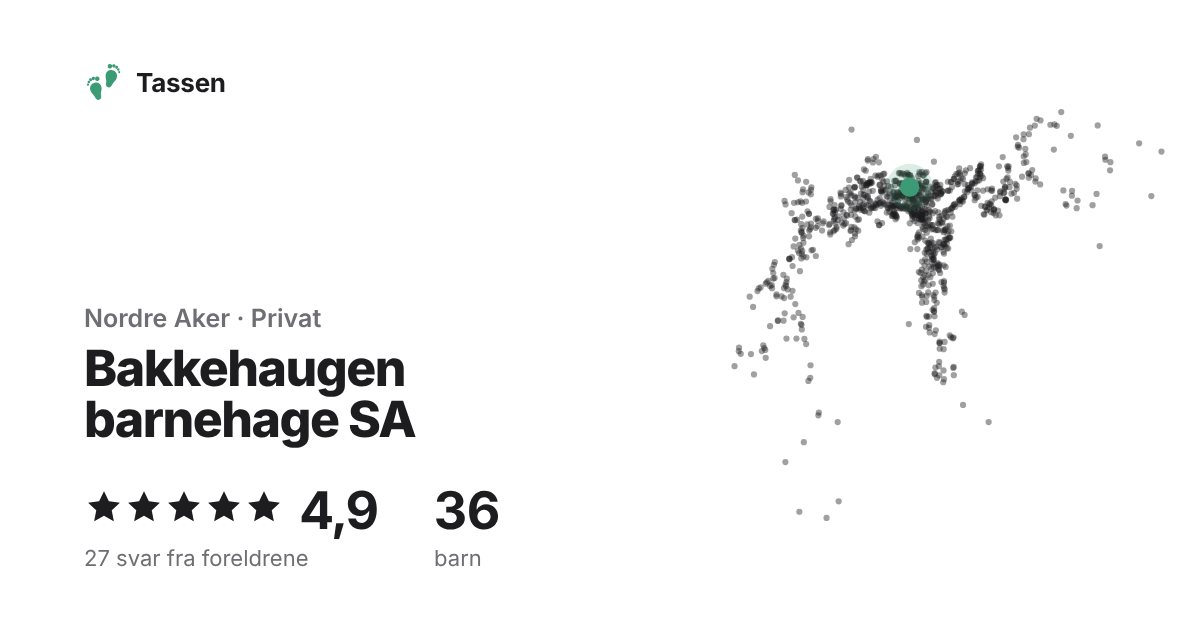 Tassen
Nordre Aker · Privat
Bakkehaugen
barnehage SA
★★★★★ 4,9
27 svar fra foreldrene
36
barn